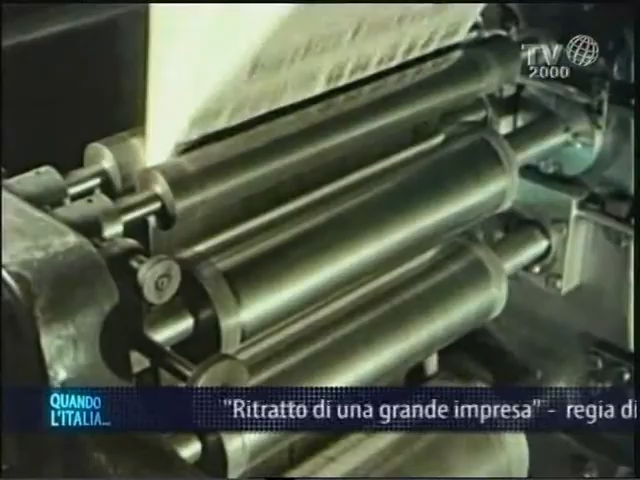 TV
2000
QUANDO
L'ITALIA...
"Ritratto di una grande impresa" - regia di